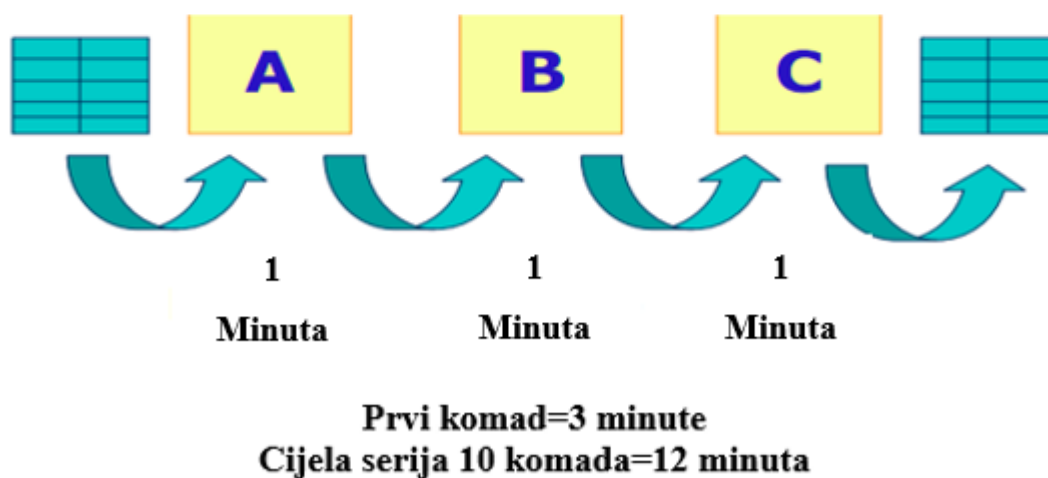 A B C
1 1 1
Minuta Minuta Minuta
Prvi komad=3 minute
Cijela serija 10 komada=12 minuta